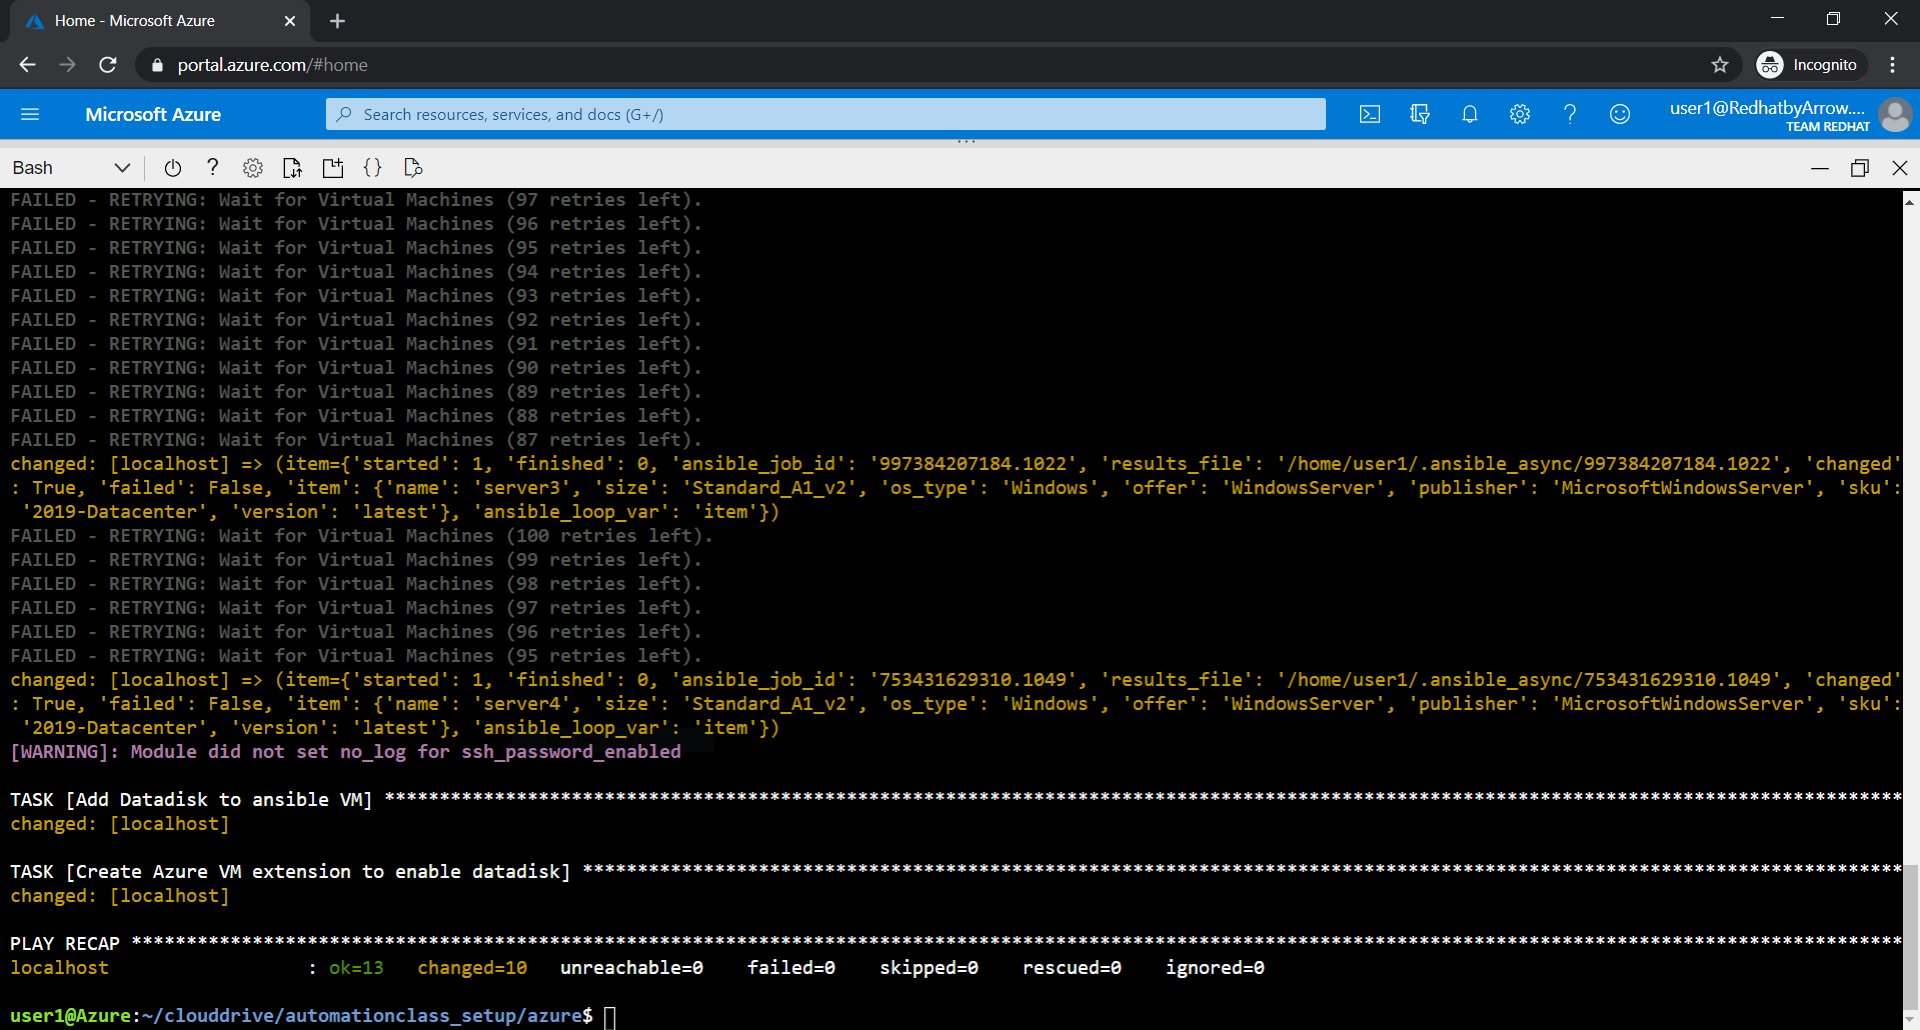 Home - Microsoft Azure
portal.azure.com/#home
Incognito
Microsoft Azure
Search resources, services, and docs (G+/)
user1@RedhatbyArrow....
TEAM REDHAT
Bash
FAILED - RETRYING: Wait for Virtual Machines (97 retries left).
FAILED - RETRYING: Wait for Virtual Machines (96 retries left).
FAILED - RETRYING: Wait for Virtual Machines (95 retries left).
FAILED - RETRYING: Wait for Virtual Machines (94 retries left).
FAILED - RETRYING: Wait for Virtual Machines (93 retries left).
FAILED - RETRYING: Wait for Virtual Machines (92 retries left).
FAILED - RETRYING: Wait for Virtual Machines (91 retries left).
FAILED - RETRYING: Wait for Virtual Machines (90 retries left).
FAILED - RETRYING: Wait for Virtual Machines (89 retries left).
FAILED - RETRYING: Wait for Virtual Machines (88 retries left).
FAILED - RETRYING: Wait for Virtual Machines (87 retries left).
changed: [localhost] => (item={'started': 1, 'finished': 0, 'ansible_job_id': '997384207184.1022', 'results_file': '/home/user1/.ansible_async/997384207184.1022', 'changed'
: True, 'failed': False, 'item': {'name': 'server3', 'size': 'Standard_A1_v2', 'os_type': 'Windows', 'offer': 'WindowsServer', 'publisher': 'MicrosoftWindowsServer', 'sku':
'2019-Datacenter', 'version': 'latest'}, 'ansible_loop_var': 'item'})
FAILED - RETRYING: Wait for Virtual Machines (100 retries left).
FAILED - RETRYING: Wait for Virtual Machines (99 retries left).
FAILED - RETRYING: Wait for Virtual Machines (98 retries left).
FAILED - RETRYING: Wait for Virtual Machines (97 retries left).
FAILED - RETRYING: Wait for Virtual Machines (96 retries left).
FAILED - RETRYING: Wait for Virtual Machines (95 retries left).
changed: [localhost] => (item={'started': 1, 'finished': 0, 'ansible_job_id': '753431629310.1049', 'results_file': '/home/user1/.ansible_async/753431629310.1049', 'changed'
: True, 'failed': False, 'item': {'name': 'server4', 'size': 'Standard_A1_v2', 'os_type': 'Windows', 'offer': 'WindowsServer', 'publisher': 'MicrosoftWindowsServer', 'sku':
'2019-Datacenter', 'version': 'latest'}, 'ansible_loop_var': 'item'})
[WARNING]: Module did not set no_log for ssh_password_enabled
TASK [Add Datadisk to ansible VM] ******************************************************************************************************************************************
changed: [localhost]
TASK [Create Azure VM extension to enable datadisk] ************************************************************************************************************************
changed: [localhost]
PLAY RECAP *****************************************************************************************************************************************************************
localhost : ok=13 changed=10 unreachable=0 failed=0 skipped=0 rescued=0 ignored=0
user1@Azure:~/clouddrive/automationclass_setup/azure$